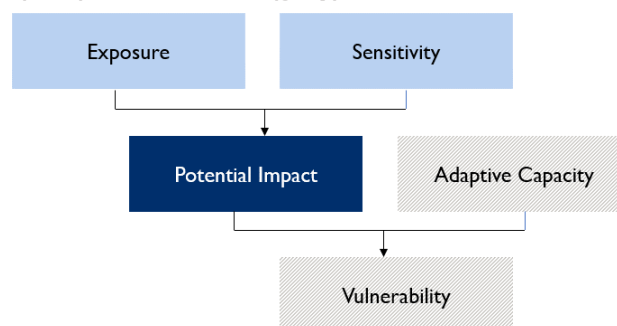 Exposure
Sensitivity
Potential Impact
Adaptive Capacity
Vulnerability